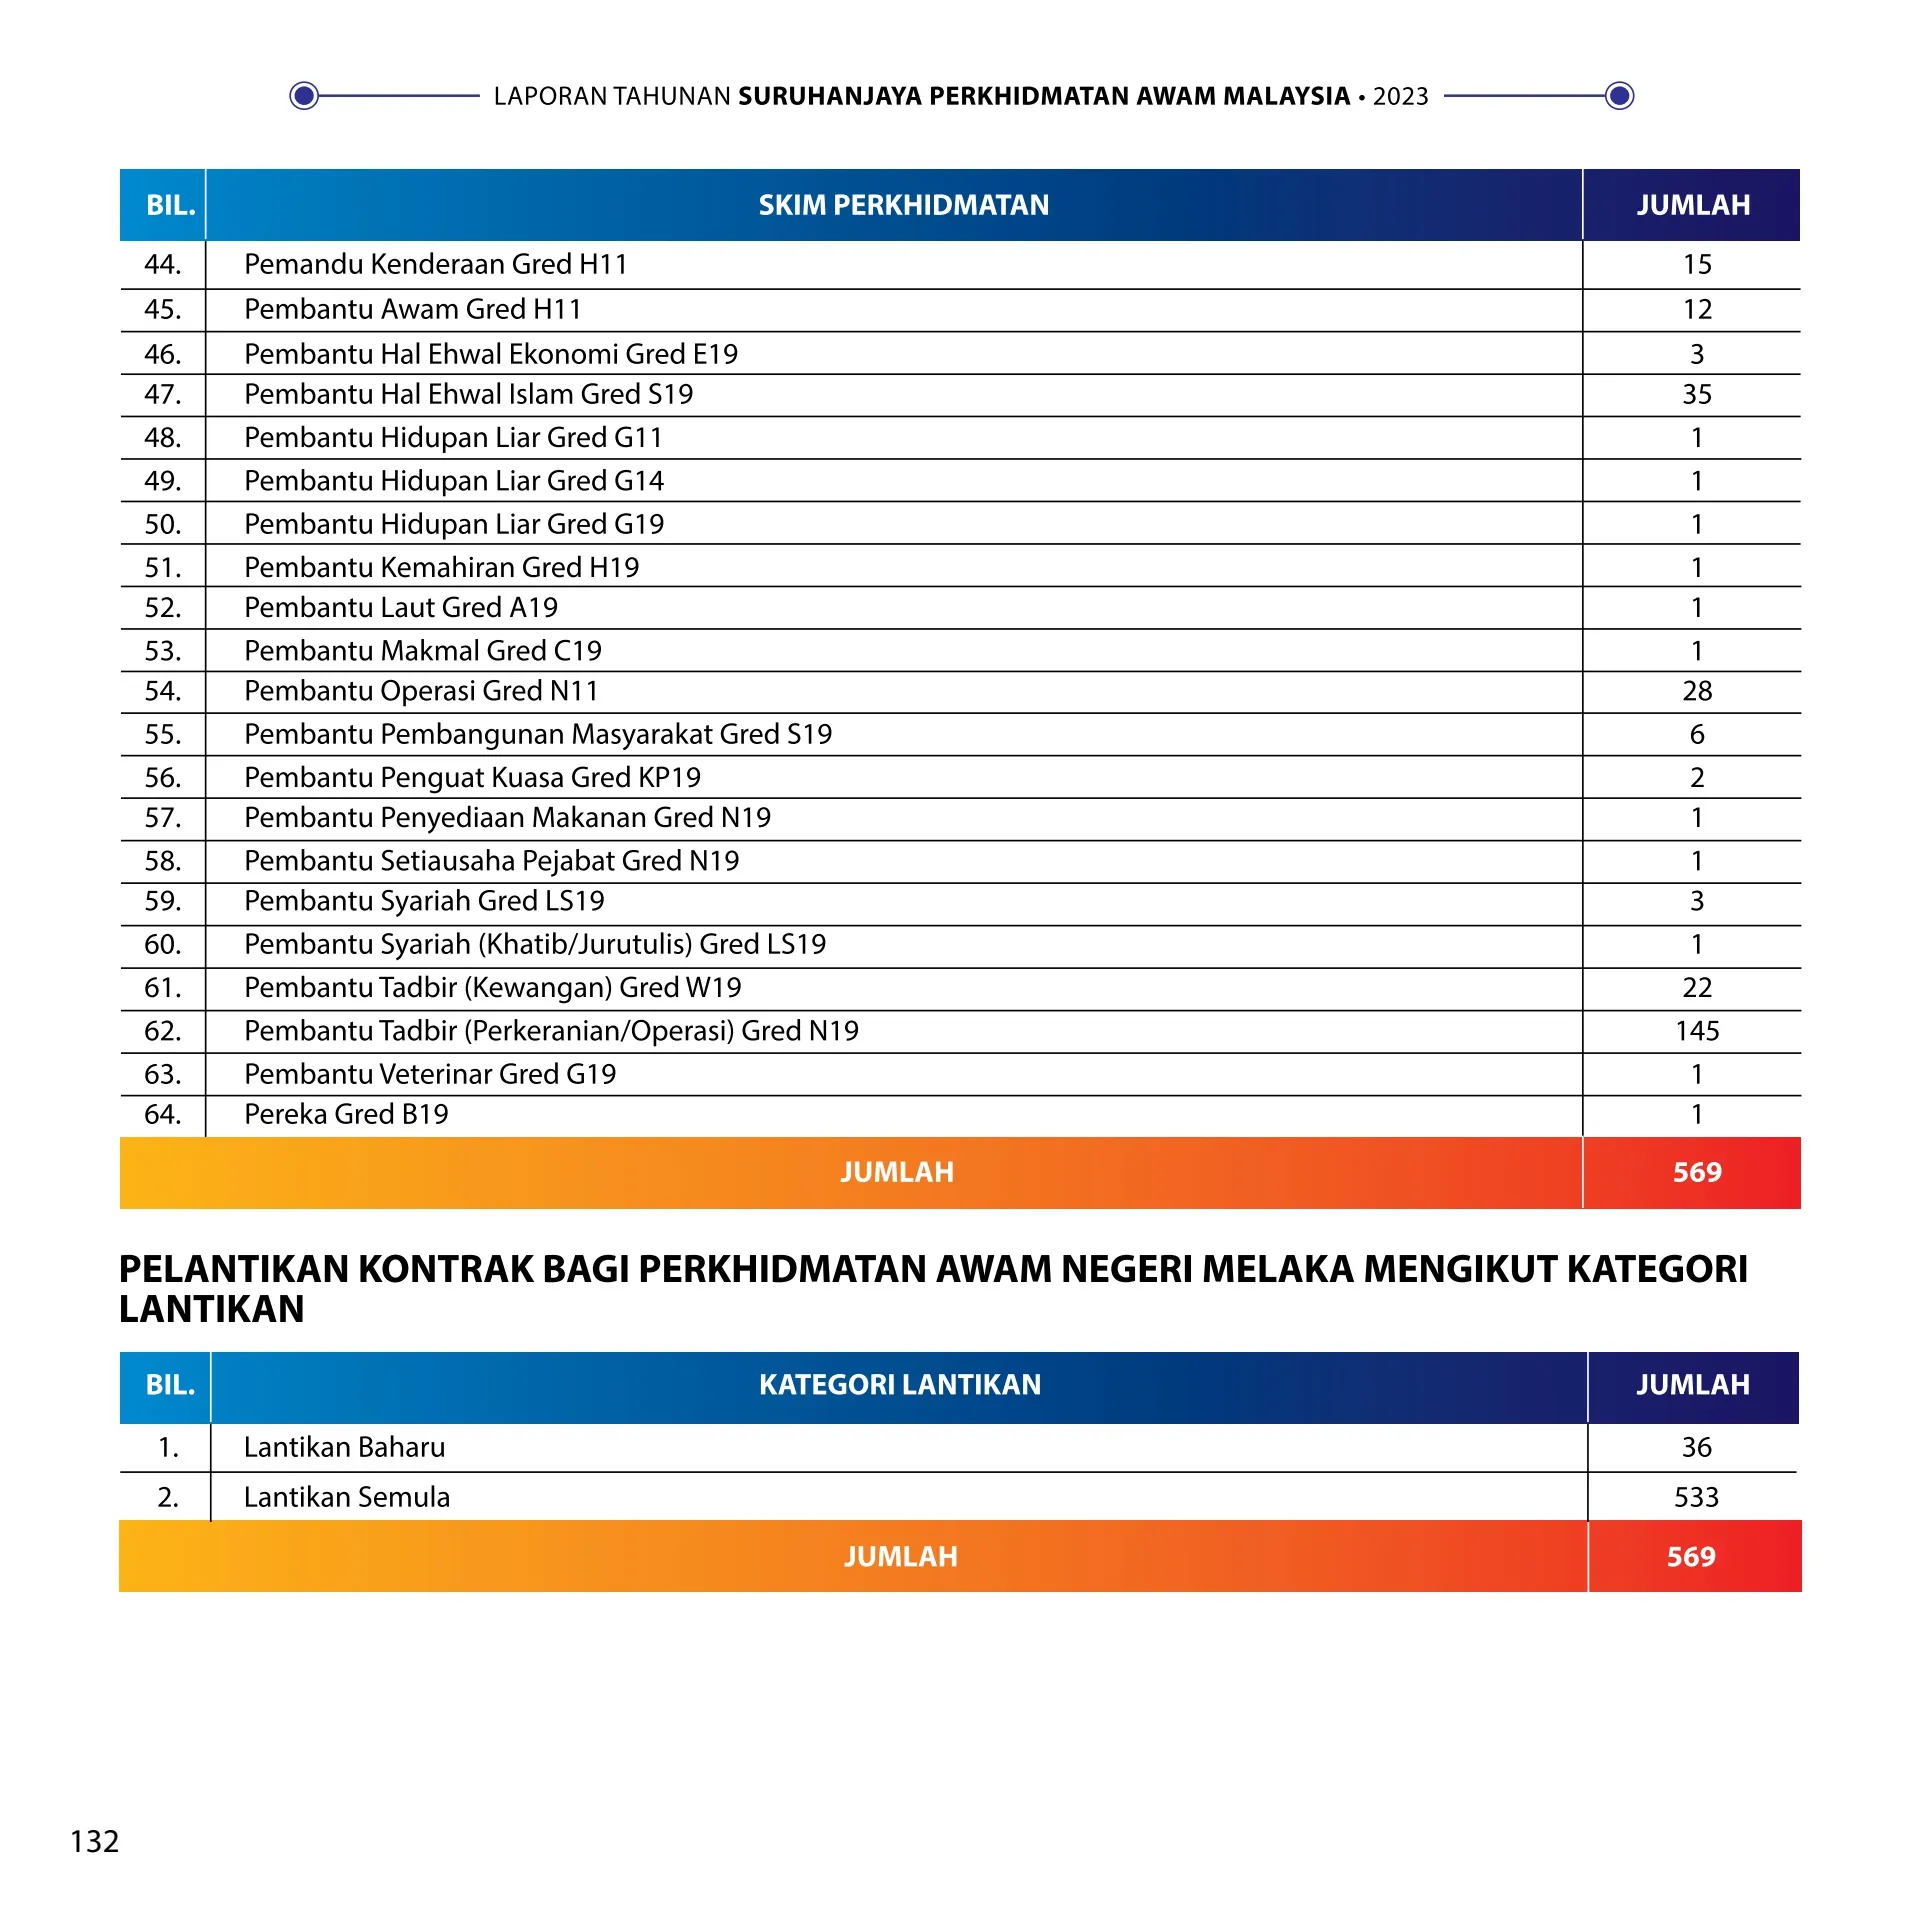 LAPORAN TAHUNAN SURUHANJAYA PERKHIDMATAN AWAM MALAYSIA • 2023
BIL. SKIM PERKHIDMATAN JUMLAH
44. Pemandu Kenderaan Gred H11 15
45. Pembantu Awam Gred H11 12
46. Pembantu Hal Ehwal Ekonomi Gred E19 3
47. Pembantu Hal Ehwal Islam Gred S19 35
48. Pembantu Hidupan Liar Gred G11 1
49. Pembantu Hidupan Liar Gred G14 1
50. Pembantu Hidupan Liar Gred G19 1
51. Pembantu Kemahiran Gred H19 1
52. Pembantu Laut Gred A19 1
53. Pembantu Makmal Gred C19 1
54. Pembantu Operasi Gred N11 28
55. Pembantu Pembangunan Masyarakat Gred S19 6
56. Pembantu Penguat Kuasa Gred KP19 2
57. Pembantu Penyediaan Makanan Gred N19 1
58. Pembantu Setiausaha Pejabat Gred N19 1
59. Pembantu Syariah Gred LS19 3
60. Pembantu Syariah (Khatib/Jurutulis) Gred LS19 1
61. Pembantu Tadbir (Kewangan) Gred W19 22
62. Pembantu Tadbir (Perkeranian/Operasi) Gred N19 145
63. Pembantu Veterinar Gred G19 1
64. Pereka Gred B19 1
JUMLAH 569
PELANTIKAN KONTRAK BAGI PERKHIDMATAN AWAM NEGERI MELAKA MENGIKUT KATEGORI
LANTIKAN
BIL. KATEGORI LANTIKAN JUMLAH
1. Lantikan Baharu 36
2. Lantikan Semula 533
JUMLAH 569
132